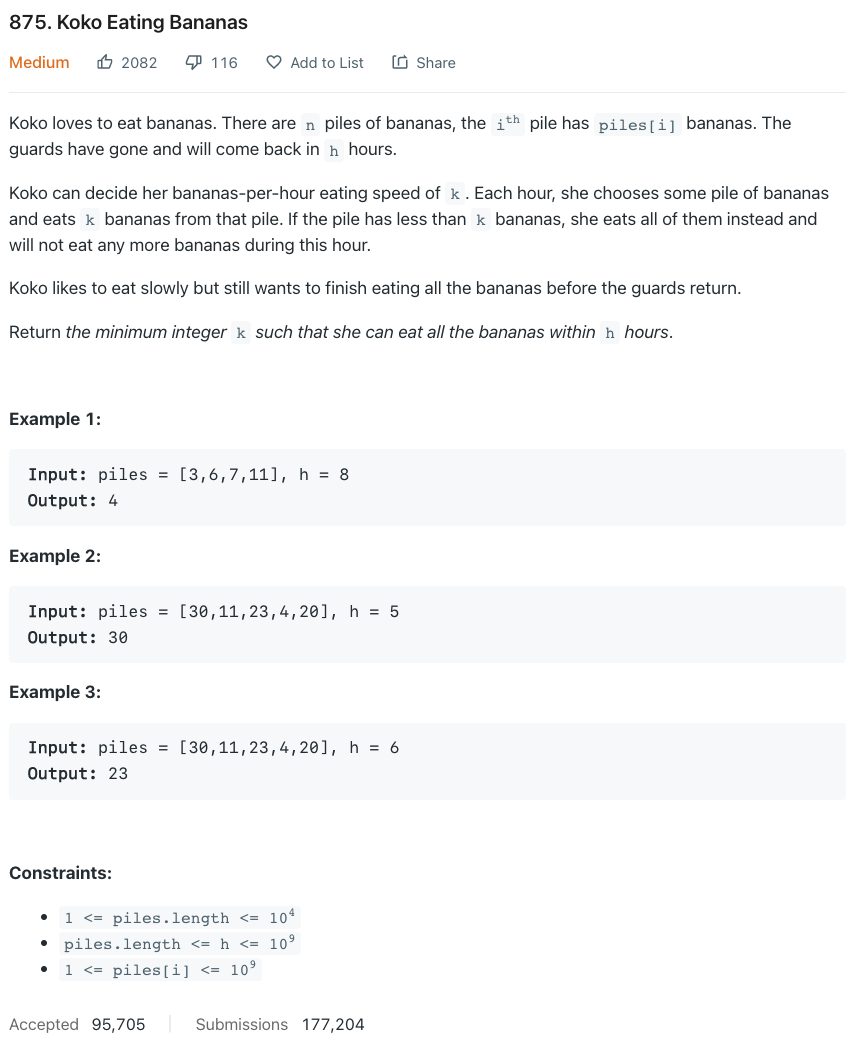 875. Koko Eating Bananas
Medium 2082 116 Add to List Share
Koko loves to eat bananas. There are n piles of bananas, the ith pile has piles[i] bananas. The
guards have gone and will come back in h hours.
Koko can decide her bananas-per-hour eating speed of k. Each hour, she chooses some pile of bananas
and eats k bananas from that pile. If the pile has less than k bananas, she eats all of them instead and
will not eat any more bananas during this hour.
Koko likes to eat slowly but still wants to finish eating all the bananas before the guards return.
Return the minimum integer k such that she can eat all the bananas within h hours.
Example 1:
Input: piles = [3,6,7,11], h = 8
Output: 4
Example 2:
Input: piles = [30,11,23,4,20], h = 5
Output: 30
Example 3:
Input: piles = [30,11,23,4,20], h = 6
Output: 23
Constraints:
• 1 <= piles.length <= 10⁴
• piles.length <= h <= 10⁹
• 1 <= piles[i] <= 10⁹
Accepted 95,705 Submissions 177,204